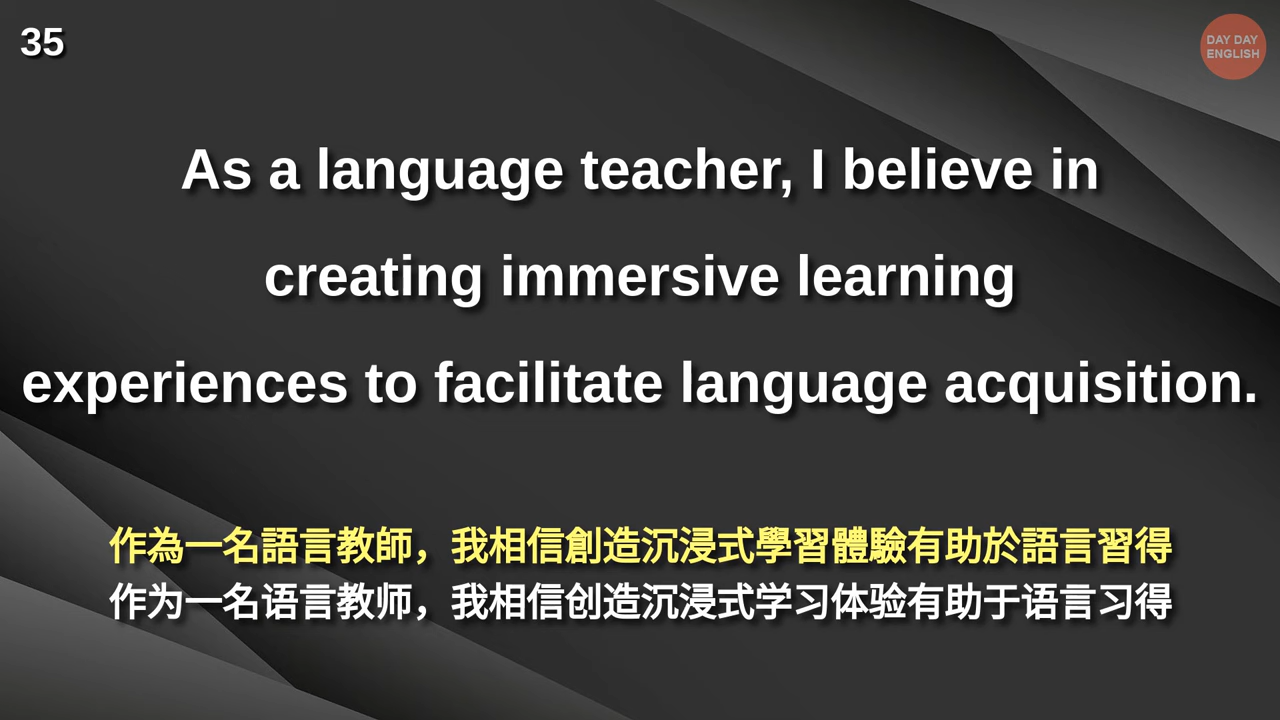 35
DAY DAY
ENGLISH
As a language teacher, I believe in
creating immersive learning
experiences to facilitate language acquisition.
作為一名語言教師，我相信創造沉浸式學習體驗有助於語言習得
作为一名语言教师，我相信创造沉浸式学习体验有助于语言习得